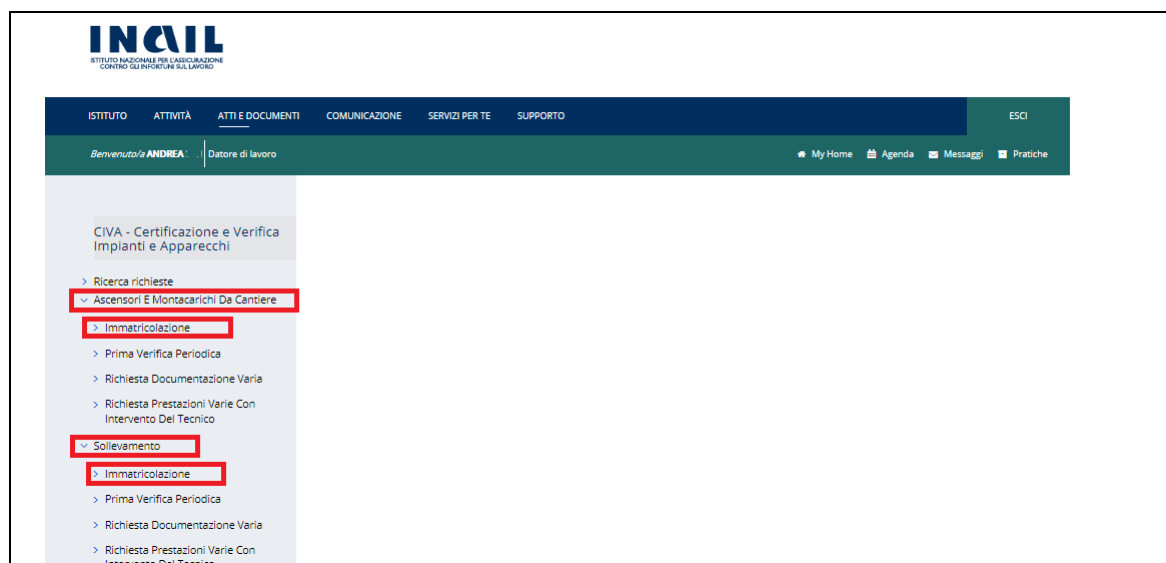 INAIL
ISTITUTO NAZIONALE PER L'ASSICURAZIONE
CONTRO GLI INFORTUNI SUL LAVORO
ISTITUTO ATTIVITÀ ATTI E DOCUMENTI COMUNICAZIONE SERVIZI PER TE SUPPORTO ESCI
Benvenuto/a ANDREA Datore di lavoro My Home Agenda Messaggi Pratiche
CIVA - Certificazione e Verifica
Impianti e Apparecchi
> Ricerca richieste
Ascensori E Montacarichi Da Cantiere
> Immatricolazione
> Prima Verifica Periodica
> Richiesta Documentazione Varia
> Richiesta Prestazioni Varie Con
Intervento Del Tecnico
Sollevamento
> Immatricolazione
> Prima Verifica Periodica
> Richiesta Documentazione Varia
> Richiesta Prestazioni Varie Con